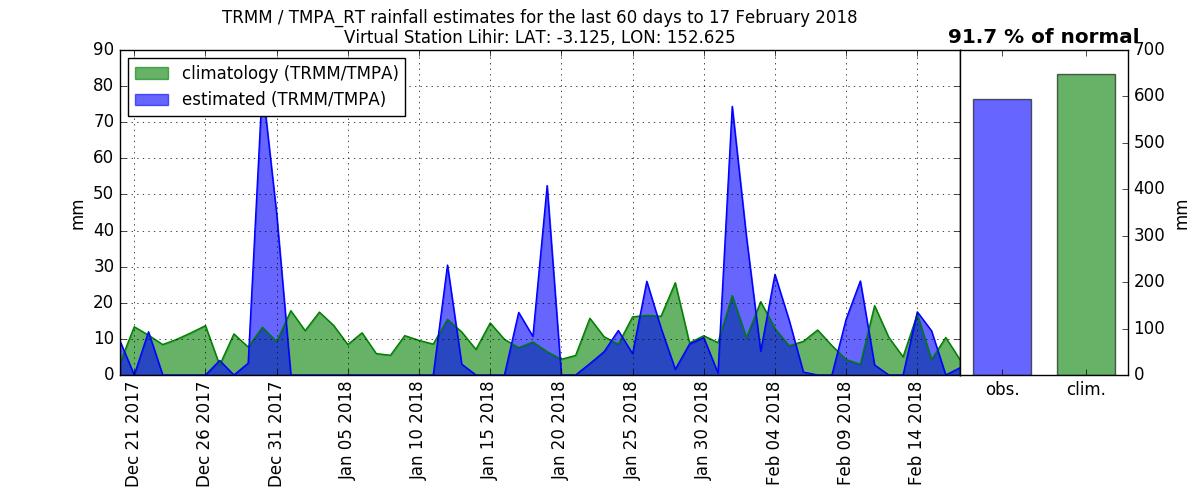 TRMM / TMPA_RT rainfall estimates for the last 60 days to 17 February 2018
Virtual Station Lihir: LAT: -3.125, LON: 152.625
91.7 % of normal
climatology (TRMM/TMPA)
estimated (TRMM/TMPA)
90
80
70
60
50
40
30
20
10
0
mm
Dec 21 2017
Dec 26 2017
Dec 31 2017
Jan 05 2018
Jan 10 2018
Jan 15 2018
Jan 20 2018
Jan 25 2018
Jan 30 2018
Feb 04 2018
Feb 09 2018
Feb 14 2018
obs.
clim.
700
600
500
400
300
200
100
0
mm